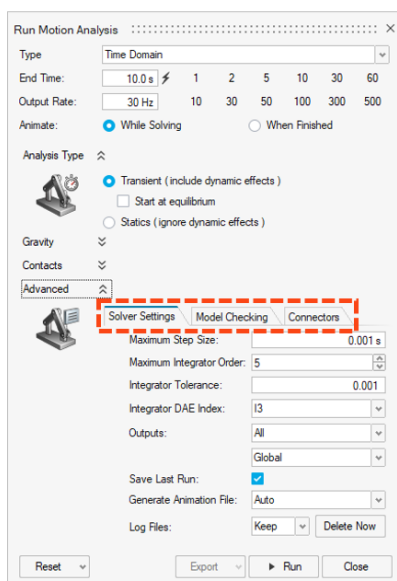 Run Motion Analysis
Type Time Domain
End Time: 10.0 s 1 2 5 10 30 60
Output Rate: 30 Hz 10 30 50 100 300 500
Animate: While Solving When Finished
Analysis Type
Transient ( include dynamic effects )
Start at equilibrium
Statics ( ignore dynamic effects )
Gravity
Contacts
Advanced
Solver Settings Model Checking Connectors
Maximum Step Size: 0.001 s
Maximum Integrator Order: 5
Integrator Tolerance: 0.001
Integrator DAE Index: I3
Outputs: All
Global
Save Last Run:
Generate Animation File: Auto
Log Files: Keep Delete Now
Reset Export Run Close